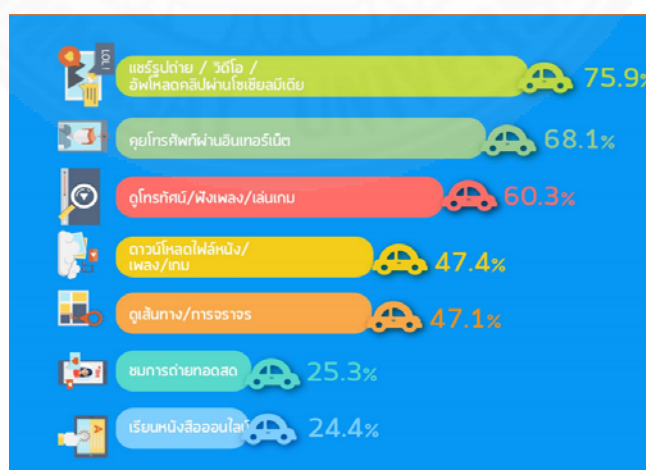 LOL!
แชร์รูปถ่าย / วิดีโอ /
อัพโหลดคลิปผ่านโซเชียลมีเดีย
75.9%
คุยโทรศัพท์ผ่านอินเทอร์เน็ต
68.1%
ดูโทรทัศน์/ฟังเพลง/เล่นเกม
60.3%
ดาวน์โหลดไฟล์หนัง/
เพลง/เกม
47.4%
ดูเส้นทาง/การจราจร
47.1%
ชมการถ่ายทอดสด
25.3%
เรียนหนังสือออนไลน์
24.4%